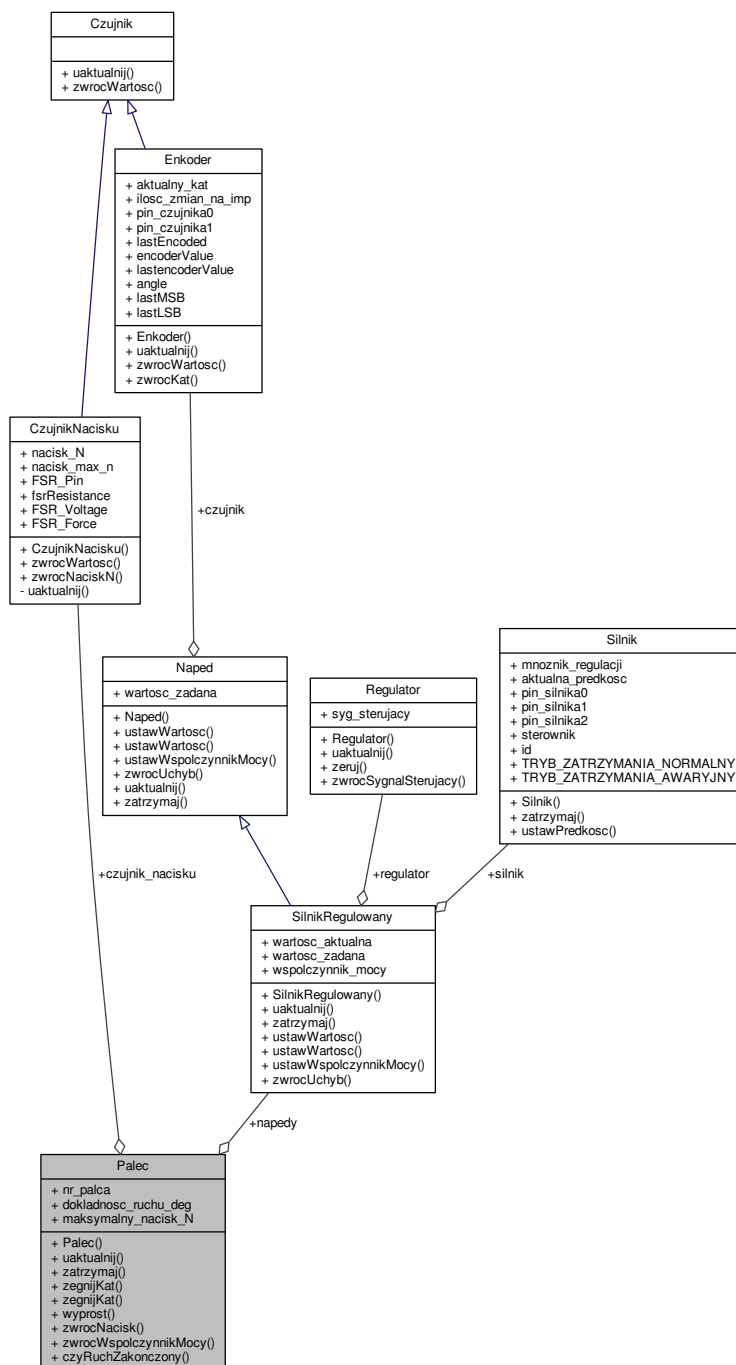 Czujnik
+ uaktualnij()
+ zwrocWartosc()
Enkoder
+ aktualny_kat
+ ilosc_zmian_na_imp
+ pin_czujnika0
+ pin_czujnika1
+ lastEncoded
+ encoderValue
+ lastencoderValue
+ angle
+ lastMSB
+ lastLSB
+ Enkoder()
+ uaktualnij()
+ zwrocWartosc()
+ zwrocKat()
CzujnikNacisku
+ nacisk_N
+ nacisk_max_n
+ FSR_Pin
+ fsrResistance
+ FSR_Voltage
+ FSR_Force
+ CzujnikNacisku()
+ zwrocWartosc()
+ zwrocNaciskN()
- uaktualnij()
+czujnik
Naped
+ wartosc_zadana
+ Naped()
+ ustawWartosc()
+ ustawWartosc()
+ ustawWspolczynnikMocy()
+ zwrocUchyb()
+ uaktualnij()
+ zatrzymaj()
Regulator
+ syg_sterujacy
+ Regulator()
+ uaktualnij()
+ zeruj()
+ zwrocSygnalSterujacy()
Silnik
+ mnoznik_regulacji
+ aktualna_predkosc
+ pin_silnika0
+ pin_silnika1
+ pin_silnika2
+ sterownik
+ id
+ TRYB_ZATRZYMANIA_NORMALNY
+ TRYB_ZATRZYMANIA_AWARYJNY
+ Silnik()
+ zatrzymaj()
+ ustawPredkosc()
+czujnik_nacisku
+regulator
+silnik
SilnikRegulowany
+ wartosc_aktualna
+ wartosc_zadana
+ wspolczynnik_mocy
+ SilnikRegulowany()
+ uaktualnij()
+ zatrzymaj()
+ ustawWartosc()
+ ustawWartosc()
+ ustawWspolczynnikMocy()
+ zwrocUchyb()
+napedy
Palec
+ nr_palca
+ dokladnosc_ruchu_deg
+ maksymalny_nacisk_N
+ Palec()
+ uaktualnij()
+ zatrzymaj()
+ zegnijKat()
+ zegnijKat()
+ wyprost()
+ zwrocNacisk()
+ zwrocWspolczynnikMocy()
+ czyRuchZakonczony()